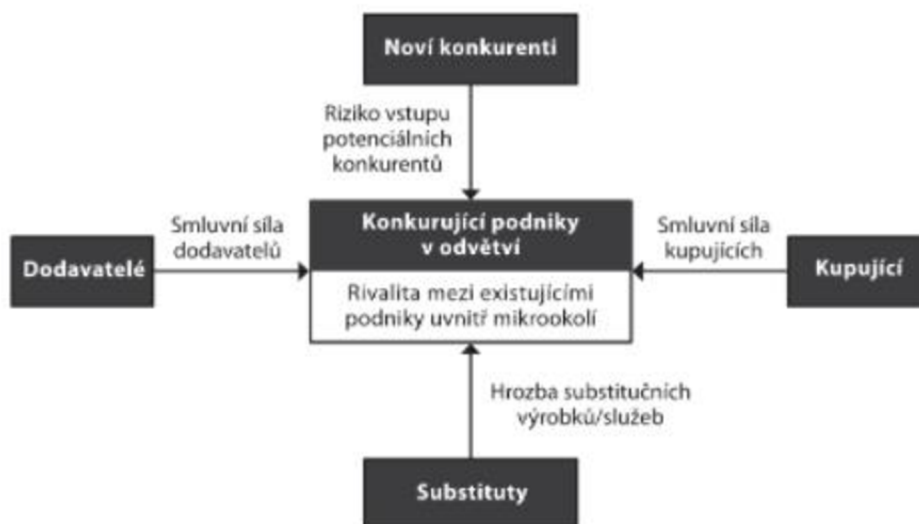 Noví konkurenti
Riziko vstupu
potenciálních
konkurentů
Smluvní síla
dodavatelů
Konkurující podniky
v odvětví
Smluvní síla
kupujících
Dodavatelé
Kupující
Rivalita mezi existujícími
podniky uvnitř mikrookolí
Hrozba substitučních
výrobků/služeb
Substituty